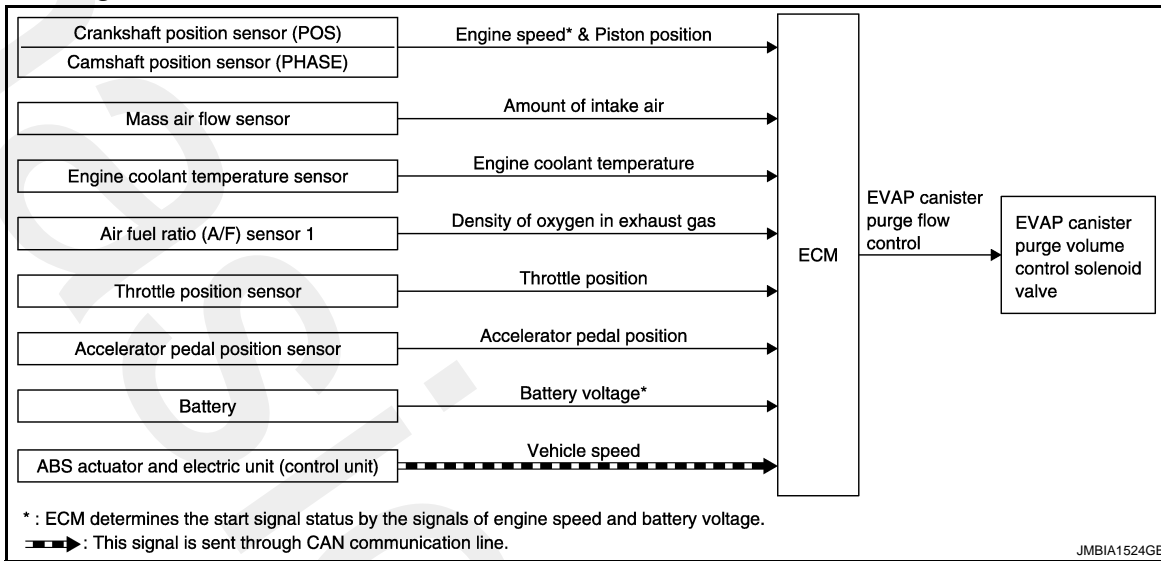 Crankshaft position sensor (POS)
Camshaft position sensor (PHASE)
Engine speed* & Piston position
Mass air flow sensor
Amount of intake air
Engine coolant temperature sensor
Engine coolant temperature
Air fuel ratio (A/F) sensor 1
Density of oxygen in exhaust gas
Throttle position sensor
Throttle position
Accelerator pedal position sensor
Accelerator pedal position
Battery
Battery voltage*
ABS actuator and electric unit (control unit)
Vehicle speed
ECM
EVAP canister
purge flow
control
EVAP canister
purge volume
control solenoid
valve
* : ECM determines the start signal status by the signals of engine speed and battery voltage.
: This signal is sent through CAN communication line.
JMBIA1524GB